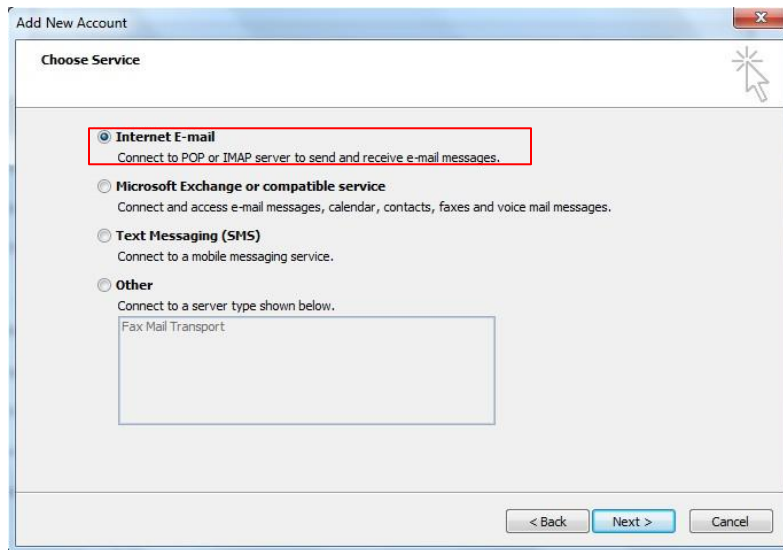 Add New Account
Choose Service
Internet E-mail
Connect to POP or IMAP server to send and receive e-mail messages.
Microsoft Exchange or compatible service
Connect and access e-mail messages, calendar, contacts, faxes and voice mail messages.
Text Messaging (SMS)
Connect to a mobile messaging service.
Other
Connect to a server type shown below.
Fax Mail Transport
< Back Next > Cancel